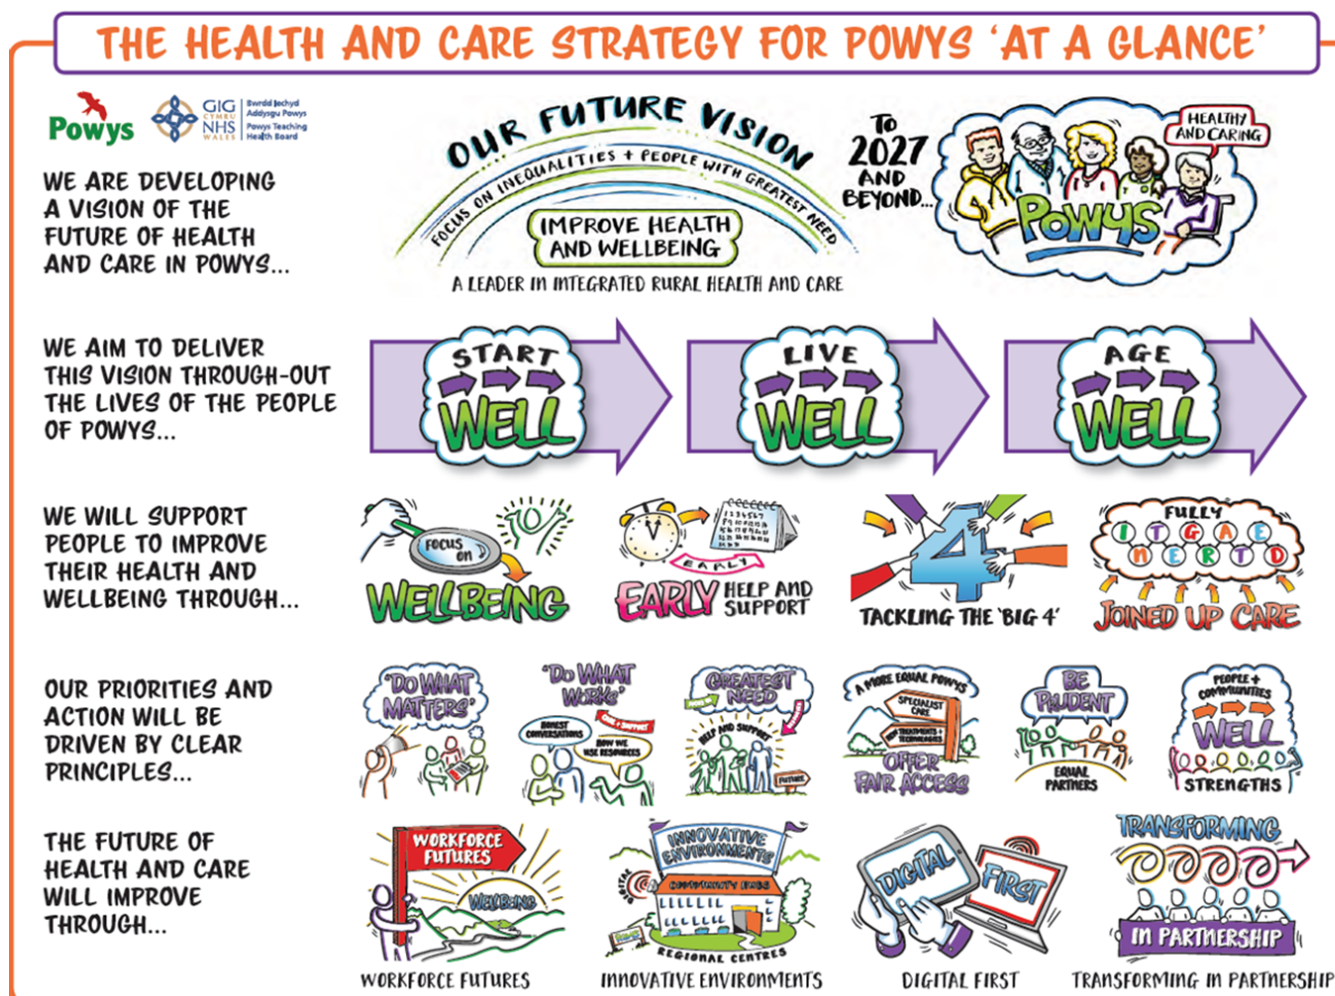 THE HEALTH AND CARE STRATEGY FOR POWYS 'AT A GLANCE'
Powys
GIG
CYMRU
NHS
WALES
Bwrdd Iechyd
Addysgu Powys
Powys Teaching
Health Board
WE ARE DEVELOPING
A VISION OF THE
FUTURE OF HEALTH
AND CARE IN POWYS...
OUR FUTURE VISION
FOCUS ON INEQUALITIES + PEOPLE WITH GREATEST NEED
IMPROVE HEALTH
AND WELLBEING
A LEADER IN INTEGRATED RURAL HEALTH AND CARE
TO
2027
AND
BEYOND...
HEALTHY
AND CARING
POWYS
WE AIM TO DELIVER
THIS VISION THROUGH-OUT
THE LIVES OF THE PEOPLE
OF POWYS...
START
WELL
LIVE
WELL
AGE
WELL
WE WILL SUPPORT
PEOPLE TO IMPROVE
THEIR HEALTH AND
WELLBEING THROUGH...
FOCUS
ON
WELLBEING
EARLY
EARLY HELP AND
SUPPORT
4
TACKLING THE 'BIG 4'
FULLY
I T G A E
N E R T D
JOINED UP CARE
OUR PRIORITIES AND
ACTION WILL BE
DRIVEN BY CLEAR
PRINCIPLES...
'DO WHAT
MATTERS'
'DO WHAT
WORKS'
HONEST
CONVERSATIONS
CARE + SUPPORT
HOW WE
USE RESOURCES
GREATEST
NEED
HELP AND SUPPORT
FUTURE
A MORE EQUAL POWYS
SPECIALIST
CARE
NEW TREATMENTS +
TECHNOLOGIES
OFFER
FAIR ACCESS
BE
PRUDENT
EQUAL
PARTNERS
PEOPLE +
COMMUNITIES
WELL
STRENGTHS
THE FUTURE OF
HEALTH AND CARE
WILL IMPROVE
THROUGH...
WORKFORCE
FUTURES
WELLBEING
WORKFORCE FUTURES
INNOVATIVE
ENVIRONMENTS
DIGITAL
COMMUNITY HUBS
REGIONAL CENTRES
INNOVATIVE ENVIRONMENTS
DIGITAL
FIRST
DIGITAL FIRST
TRANSFORMING
IN PARTNERSHIP
TRANSFORMING IN PARTNERSHIP